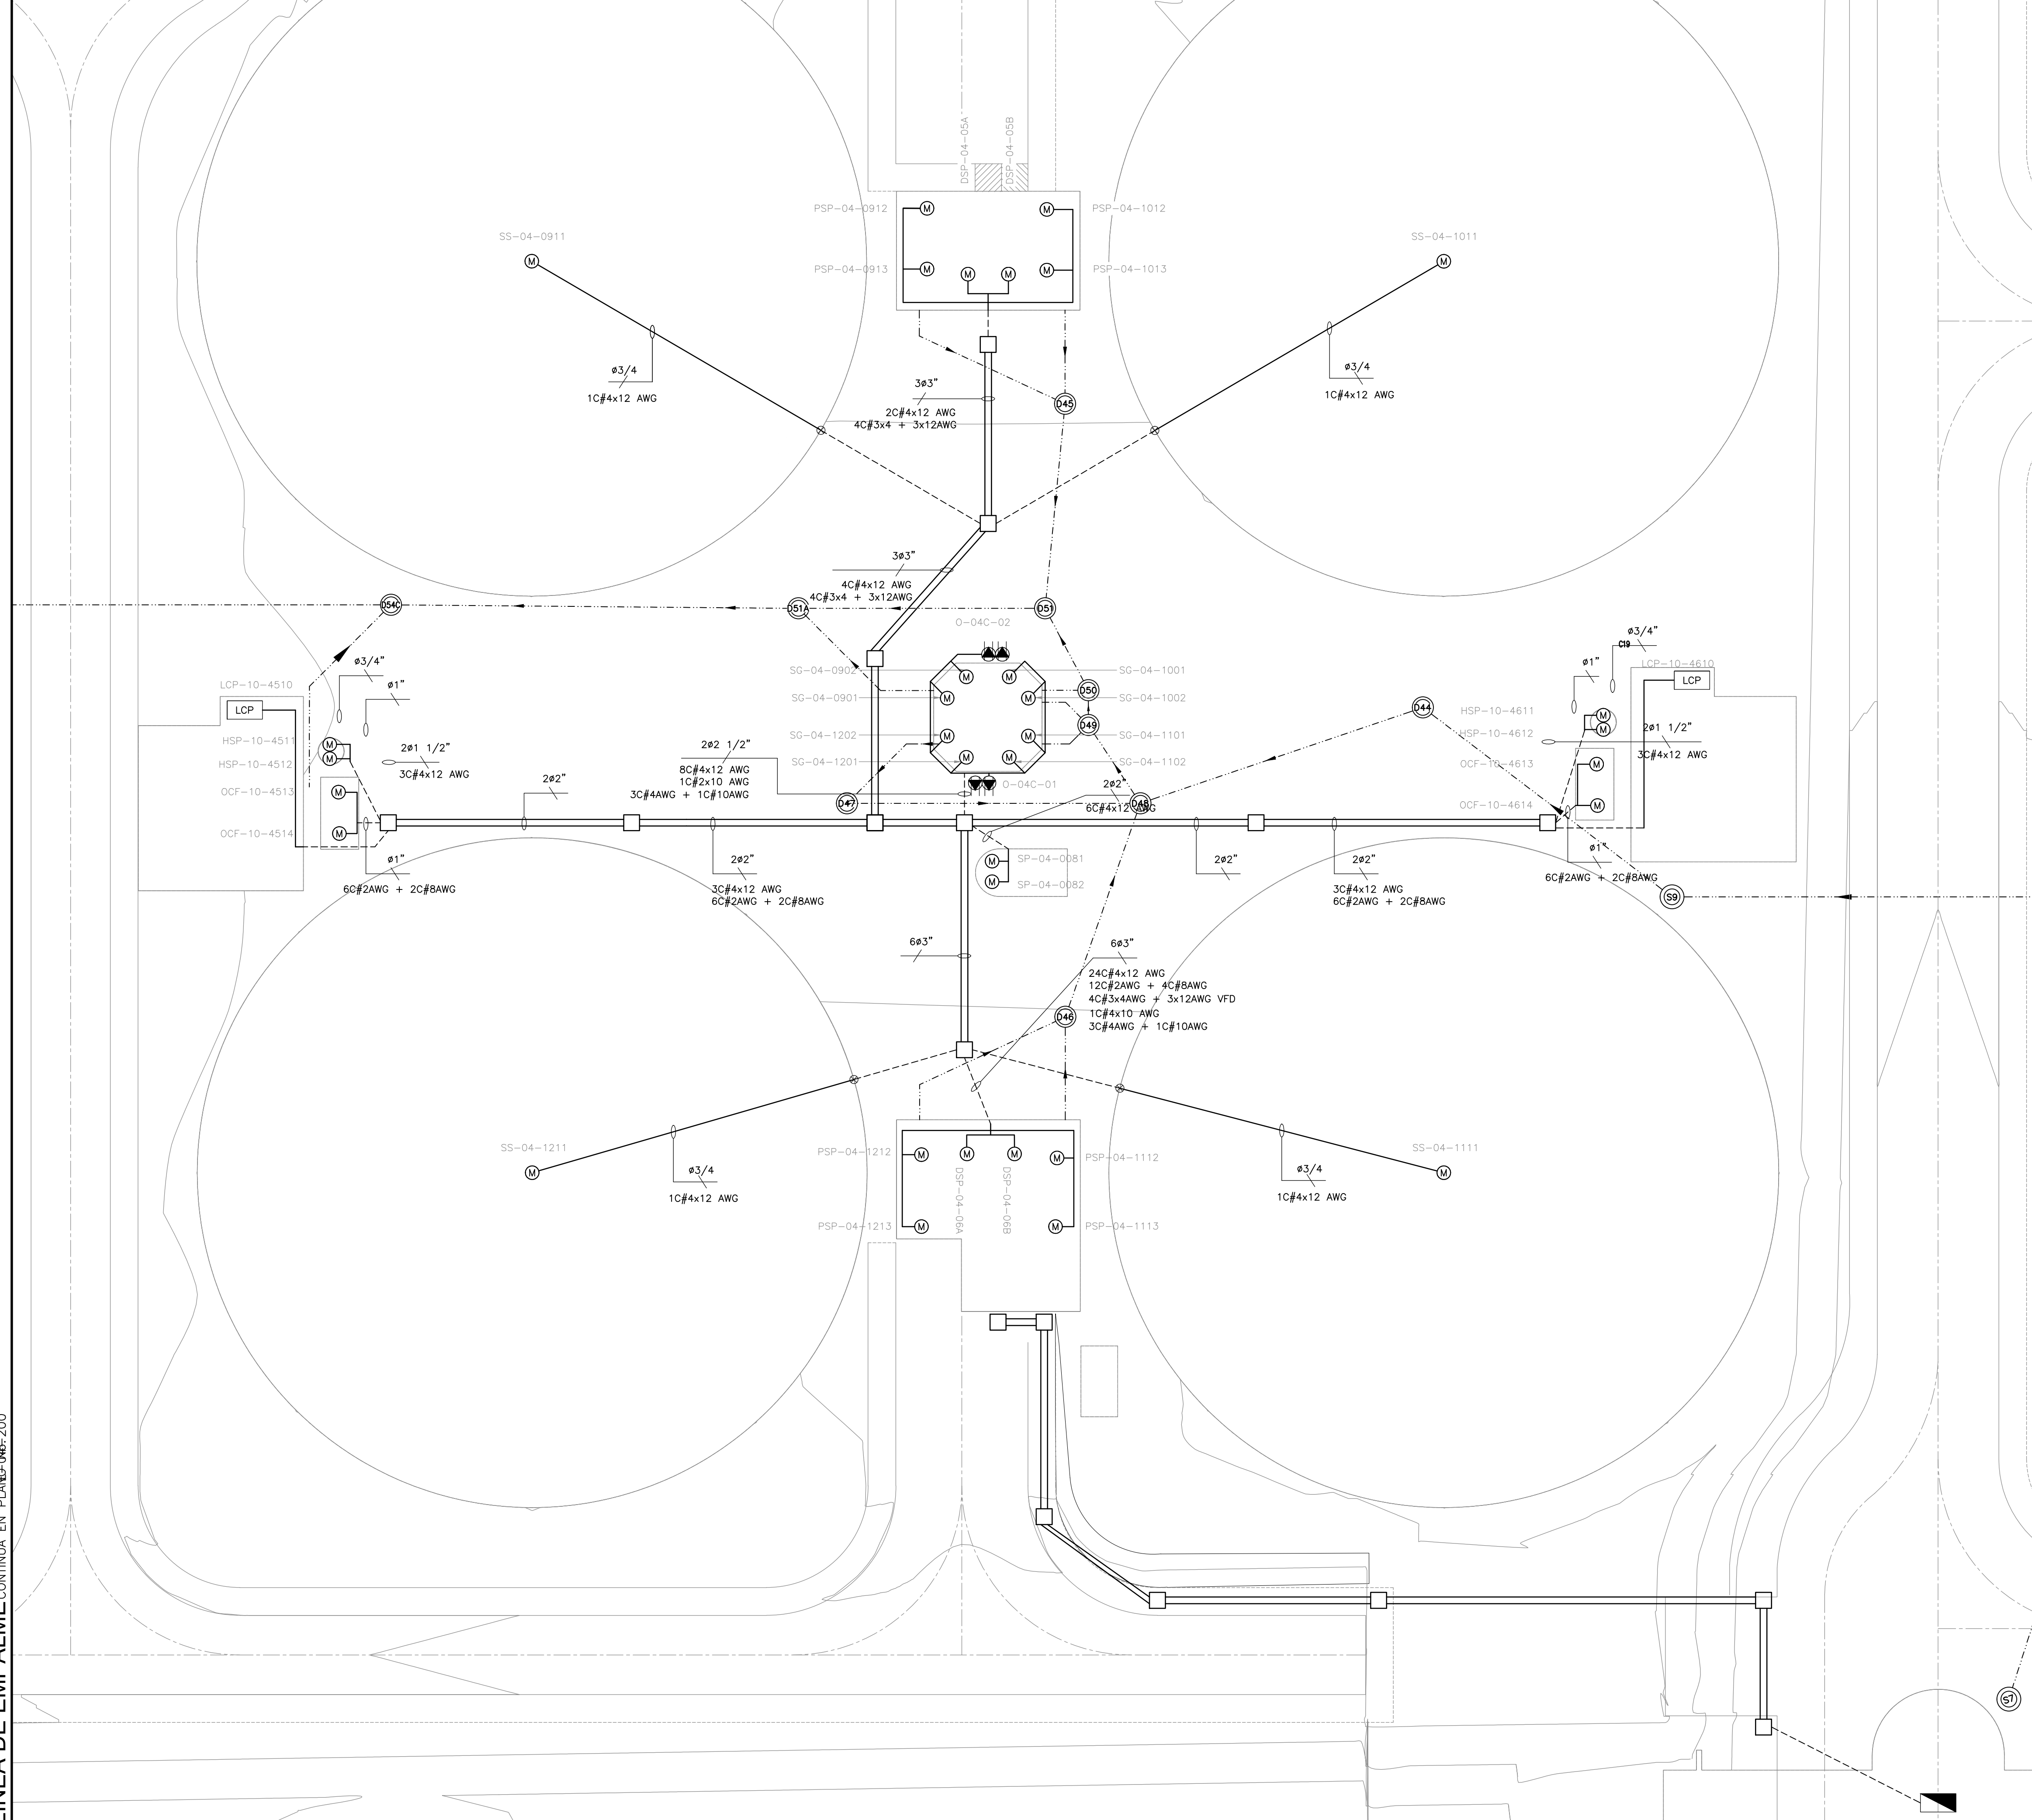 DSP-04-05A
DSP-04-05B
PSP-04-0912
M
M
PSP-04-1012
SS-04-0911
SS-04-1011
M
M
PSP-04-0913
M
M
M
M
PSP-04-1013
ø3/4
1C#4x12 AWG
ø3/4
1C#4x12 AWG
3ø3"
2C#4x12 AWG
4C#3x4 + 3x12AWG
D45
3ø3"
4C#4x12 AWG
4C#3x4 + 3x12AWG
D54C
D51A
D51
O-04C-02
SG-04-0902
M
M
SG-04-1001
SG-04-0901
M
M
SG-04-1002
SG-04-1202
M
M
SG-04-1101
SG-04-1201
M
M
SG-04-1102
O-04C-01
D50
D49
D44
D47
D48
ø3/4"
ø1"
LCP-10-4510
LCP
HSP-10-4511
M
HSP-10-4512
M
2ø1 1/2"
3C#4x12 AWG
OCF-10-4513
M
OCF-10-4514
M
2ø2"
2ø2 1/2"
8C#4x12 AWG
1C#2x10 AWG
3C#4AWG + 1C#10AWG
2ø2"
6C#4x12 AWG
ø3/4"
C19
ø1"
LCP-10-4610
LCP
HSP-10-4611
M
HSP-10-4612
M
2ø1 1/2"
3C#4x12 AWG
OCF-10-4613
M
OCF-10-4614
M
ø1"
6C#2AWG + 2C#8AWG
2ø2"
3C#4x12 AWG
6C#2AWG + 2C#8AWG
M
SP-04-0081
M
SP-04-0082
2ø2"
2ø2"
3C#4x12 AWG
6C#2AWG + 2C#8AWG
ø1"
6C#2AWG + 2C#8AWG
S9
6ø3"
6ø3"
24C#4x12 AWG
12C#2AWG + 4C#8AWG
4C#3x4AWG + 3x12AWG VFD
1C#4x10 AWG
3C#4AWG + 1C#10AWG
D46
SS-04-1211
M
ø3/4
1C#4x12 AWG
PSP-04-1212
M
M
M
M
PSP-04-1112
DSP-04-06A
DSP-04-06B
PSP-04-1213
M
M
PSP-04-1113
ø3/4
1C#4x12 AWG
SS-04-1111
M
S7
CONTINUA EN PLANO